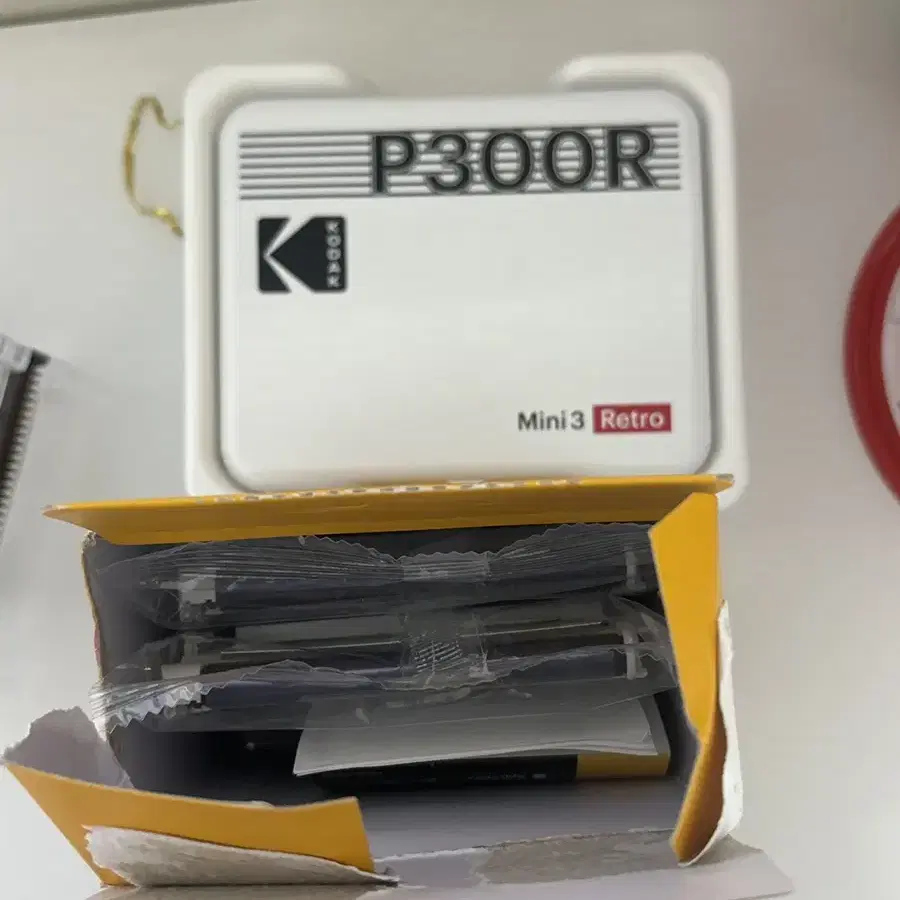 P300R
KODAK
Mini 3 Retro